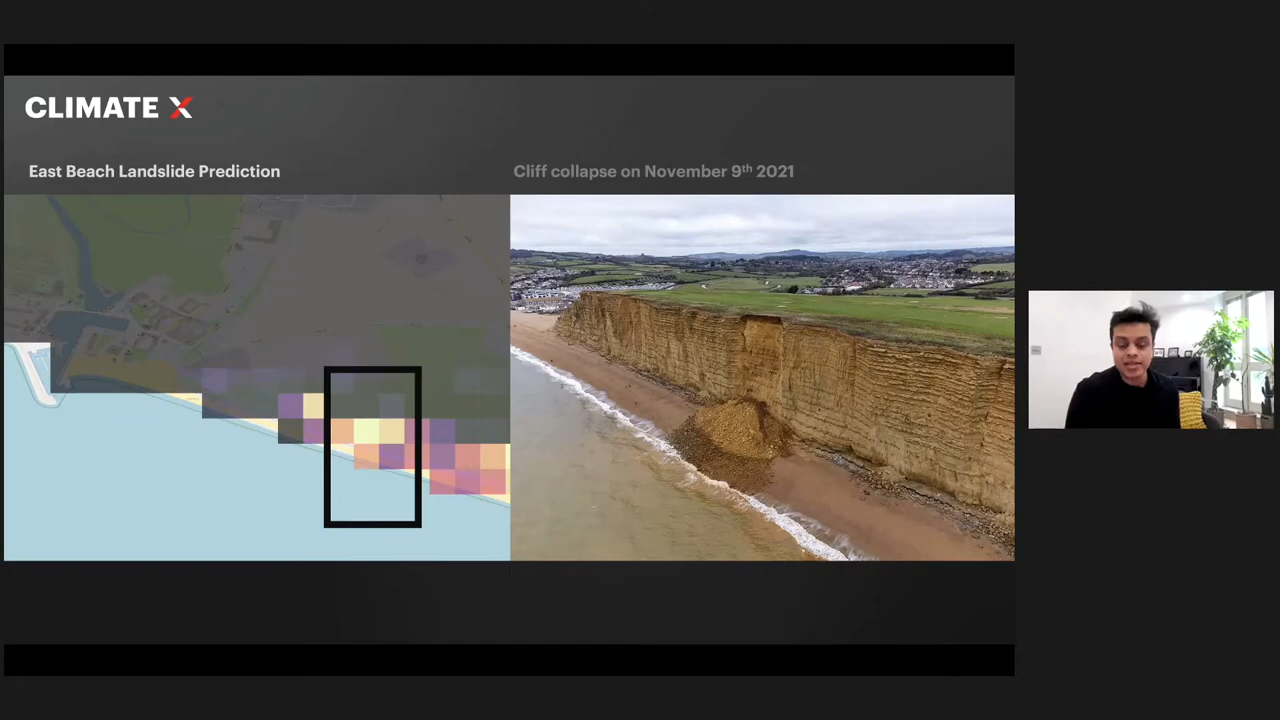 CLIMATE X
East Beach Landslide Prediction
Cliff collapse on November 9th 2021